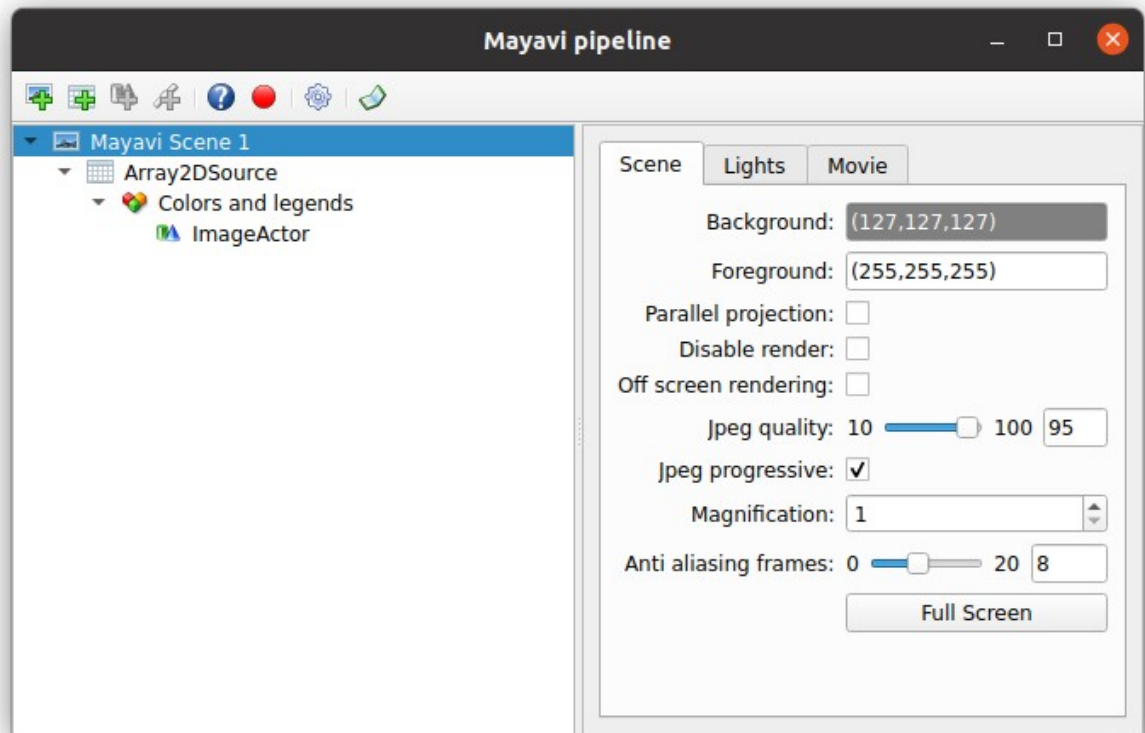 Mayavi pipeline
Mayavi Scene 1
Array2DSource
Colors and legends
ImageActor
Scene Lights Movie
Background: (127,127,127)
Foreground: (255,255,255)
Parallel projection:
Disable render:
Off screen rendering:
Jpeg quality: 10 100 95
Jpeg progressive:
Magnification: 1
Anti aliasing frames: 0 20 8
Full Screen